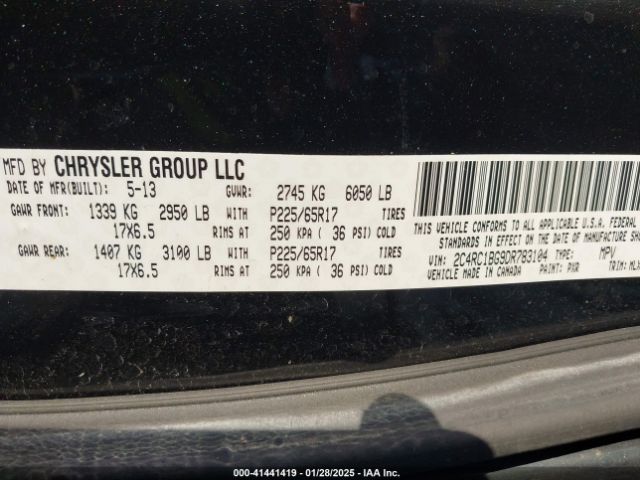 MFD BY CHRYSLER GROUP LLC
DATE OF MFR(BUILT): 5-13 GVWR: 2745 KG 6050 LB
GAWR FRONT: 1339 KG 2950 LB WITH P225/65R17 TIRES
17X6.5 RIMS AT 250 KPA ( 36 PSI) COLD
GAWR REAR: 1407 KG 3100 LB WITH P225/65R17 TIRES
17X6.5 RIMS AT 250 KPA ( 36 PSI) COLD
THIS VEHICLE CONFORMS TO ALL APPLICABLE U.S.A. FEDERAL
STANDARDS IN EFFECT ON THE DATE OF MANUFACTURE SHO
VIN: 2C4RC1BG9DR783104 TYPE: MPV
VEHICLE MADE IN CANADA PAINT: PXR TRIM:
000-41441419 - 01/28/2025 - IAA Inc.